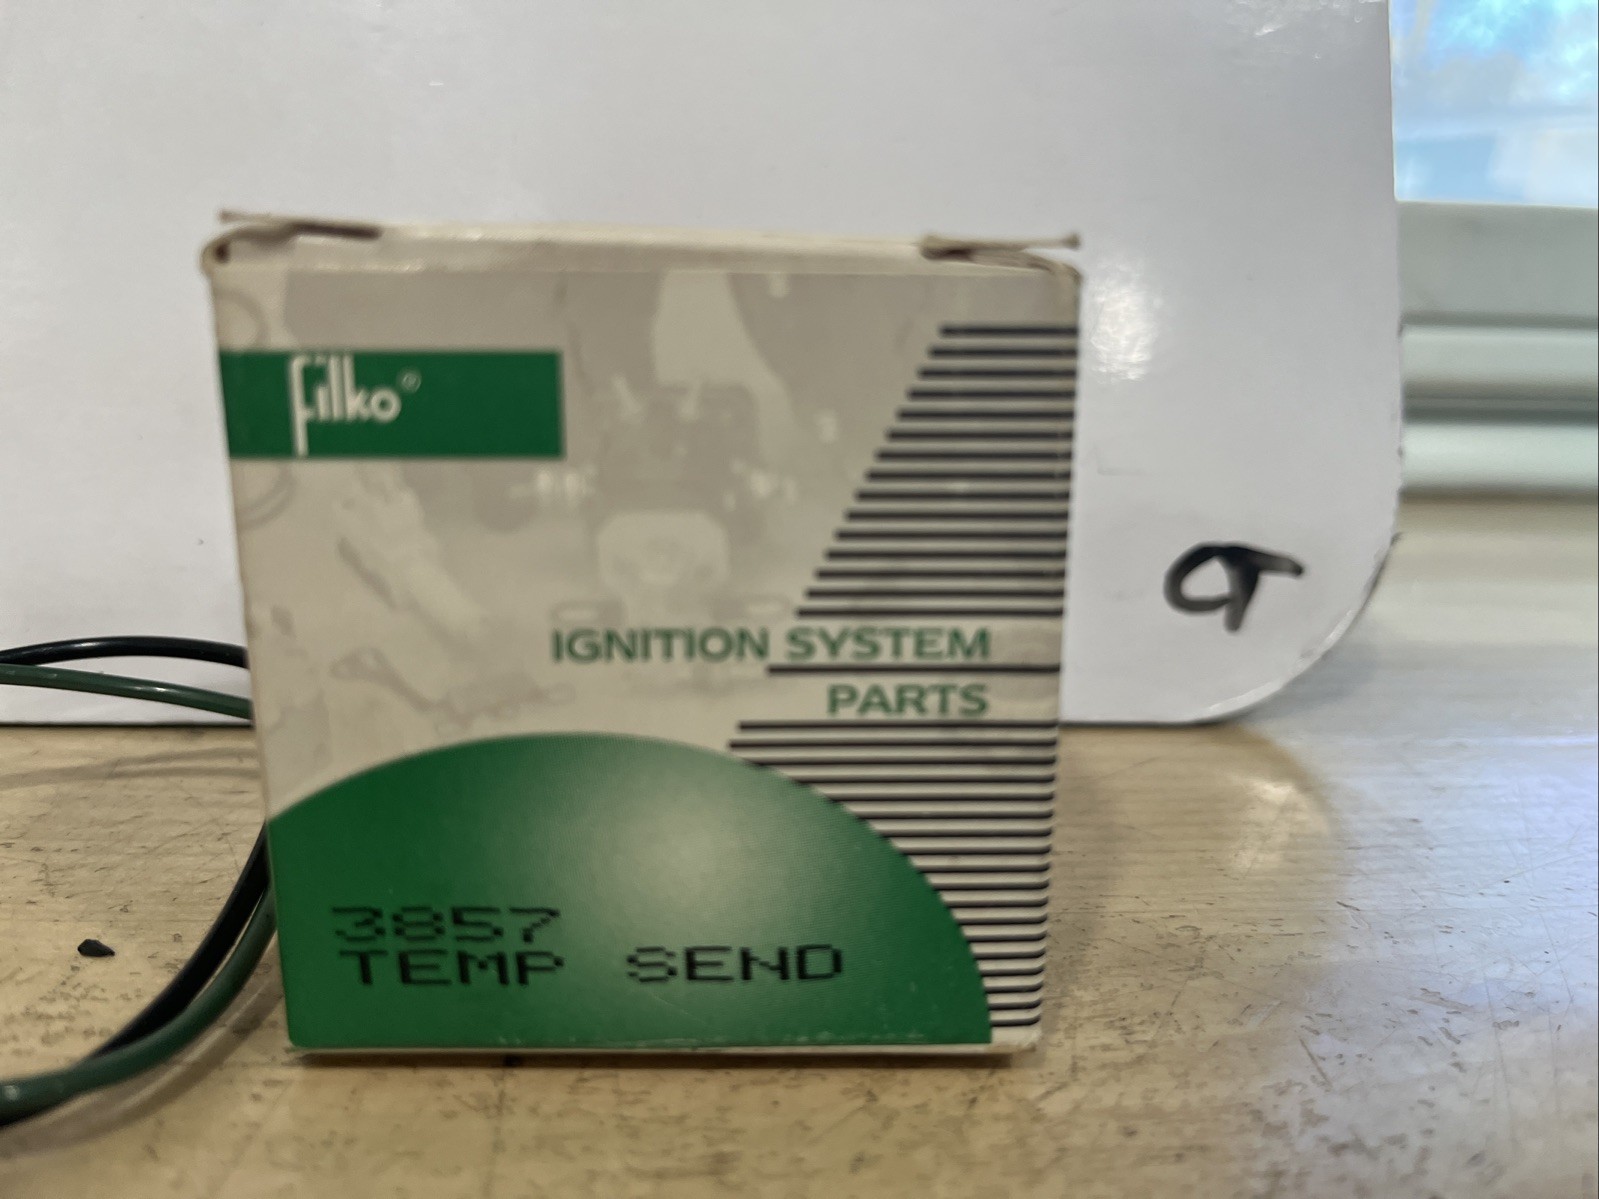 filko®
IGNITION SYSTEM
PARTS
3857
TEMP SEND